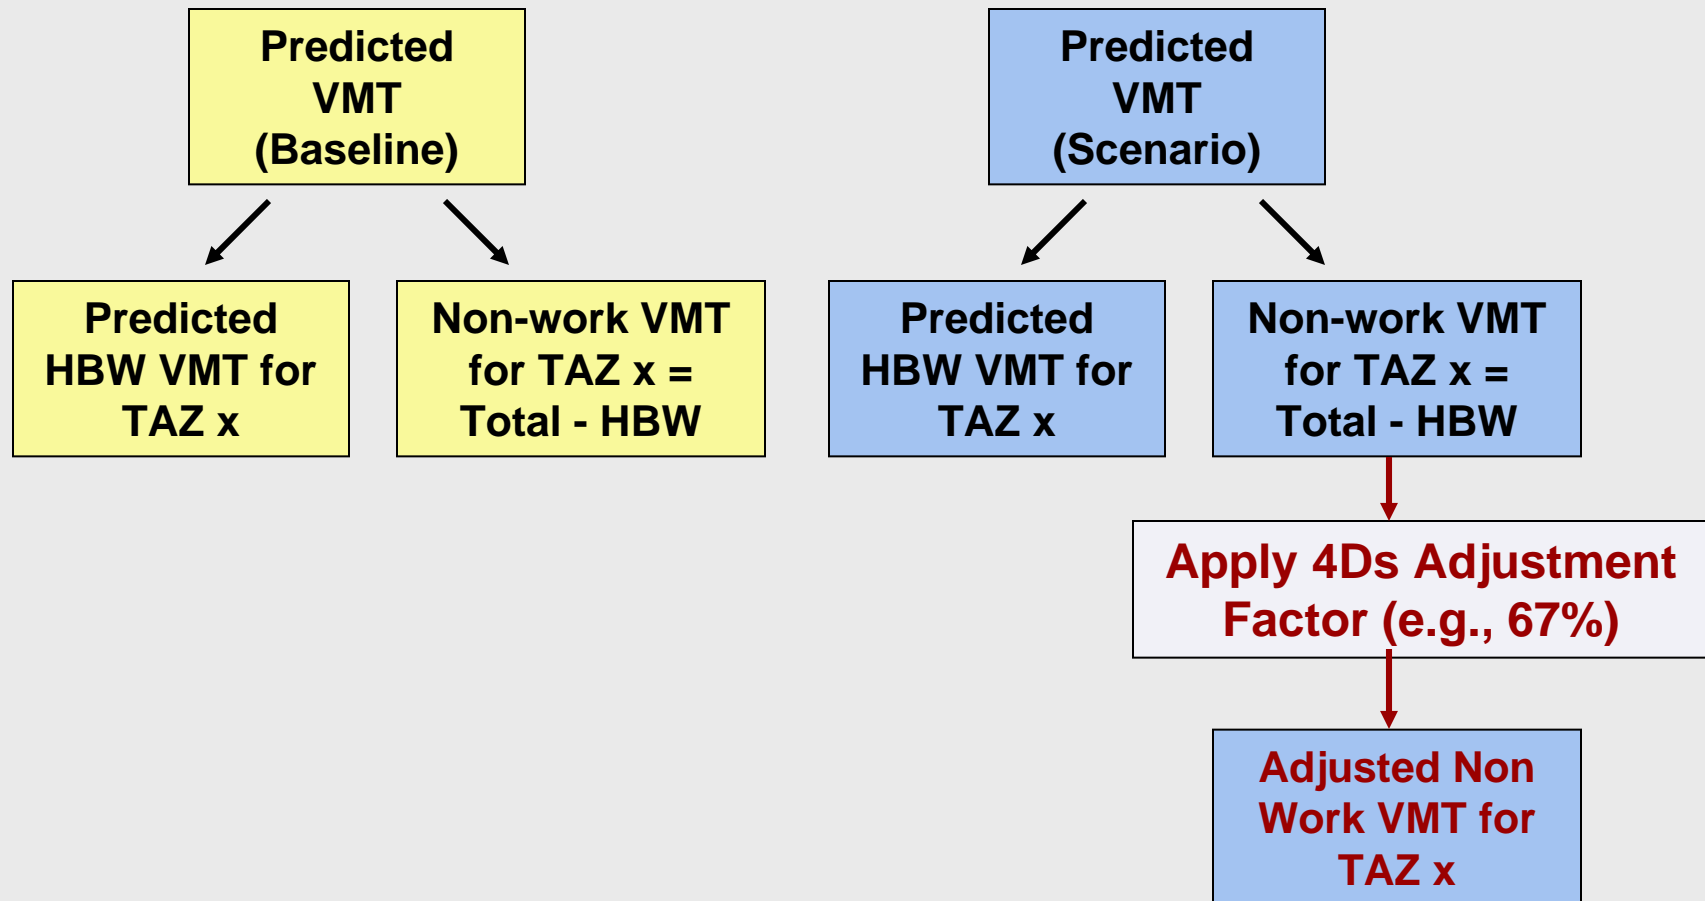 Predicted
VMT
(Baseline)
Predicted
VMT
(Scenario)
Predicted
HBW VMT for
TAZ x
Non-work VMT
for TAZ x =
Total - HBW
Predicted
HBW VMT for
TAZ x
Non-work VMT
for TAZ x =
Total - HBW
Apply 4Ds Adjustment
Factor (e.g., 67%)
Adjusted Non
Work VMT for
TAZ x